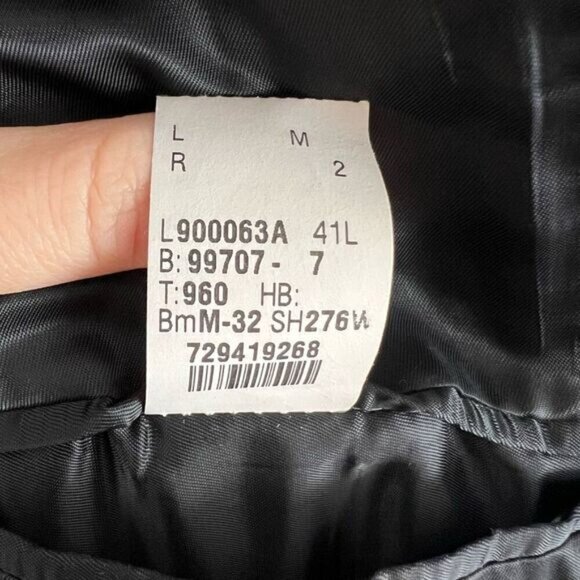 L M
R 2
L900063A 41L
B: 99707- 7
T:960 HB:
BmM-32 SH276W
729419268